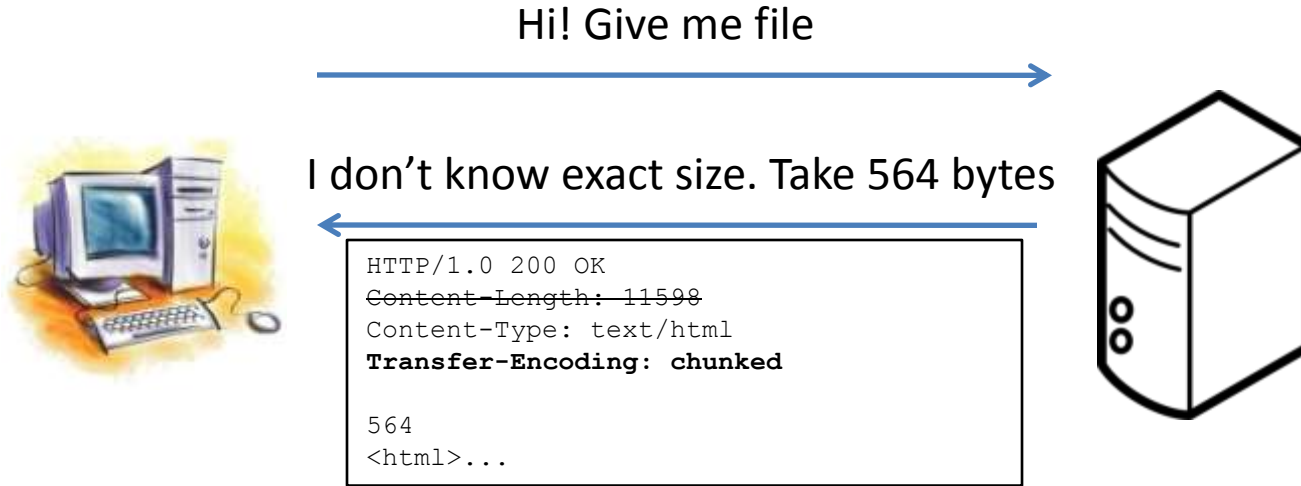 Hi! Give me file
I don’t know exact size. Take 564 bytes
HTTP/1.0 200 OK
Content-Length: 11598
Content-Type: text/html
Transfer-Encoding: chunked
564
<html>...